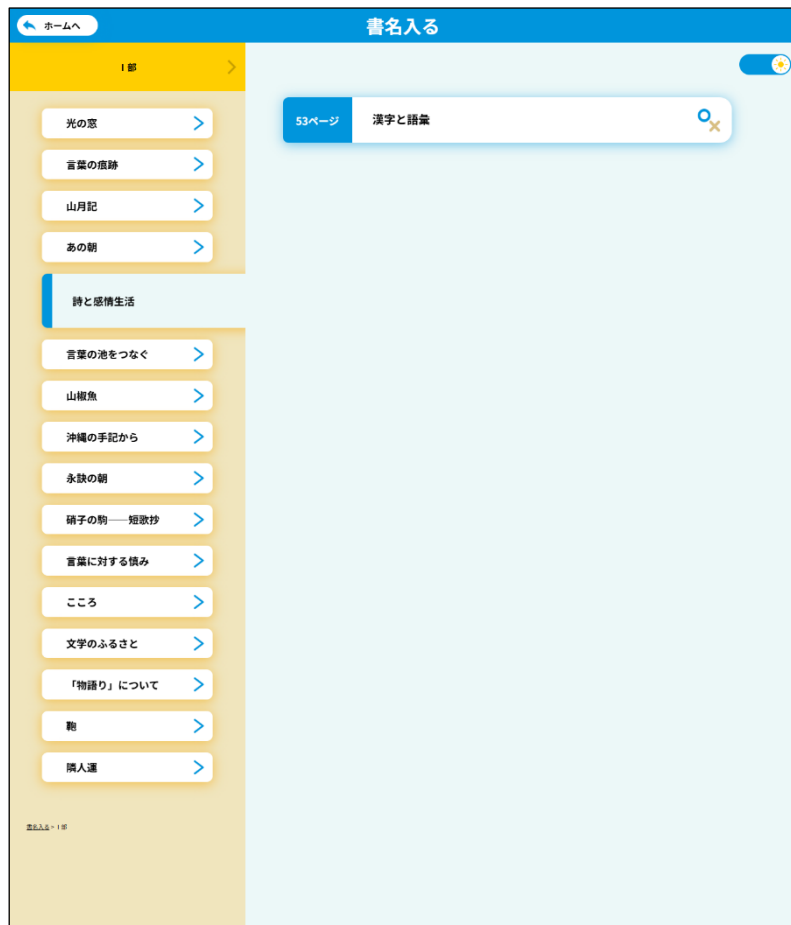 ホームへ
書名入る
I 部
光の窓
言葉の痕跡
山月記
あの朝
詩と感情生活
言葉の池をつなぐ
山椒魚
沖縄の手記から
永訣の朝
硝子の駒──短歌抄
言葉に対する慎み
こころ
文学のふるさと
「物語り」について
鞄
隣人運
書名入る > I 部
53ページ
漢字と語彙